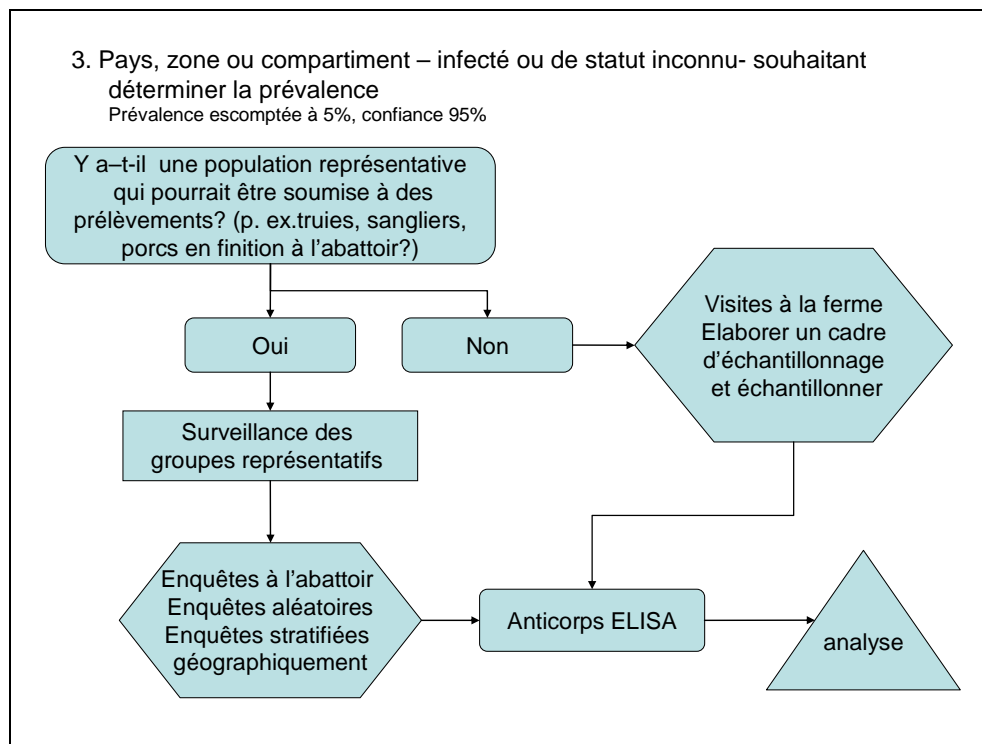 3. Pays, zone ou compartiment – infecté ou de statut inconnu- souhaitant
déterminer la prévalence
Prévalence escomptée à 5%, confiance 95%
Y a–t-il une population représentative
qui pourrait être soumise à des
prélèvements? (p. ex.truies, sangliers,
porcs en finition à l'abattoir?)
Oui
Non
Visites à la ferme
Elaborer un cadre
d'échantillonnage
et échantillonner
Surveillance des
groupes représentatifs
Enquêtes à l'abattoir
Enquêtes aléatoires
Enquêtes stratifiées
géographiquement
Anticorps ELISA
analyse